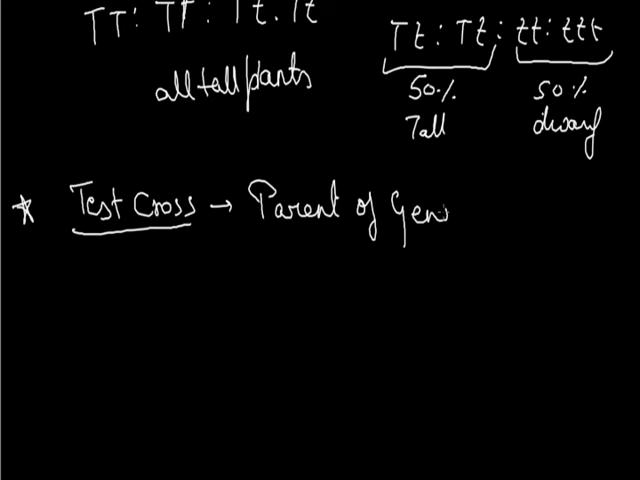 TT : TT : Tt : Tt
Tt : Tt : tt : ttt
all tall plants
50% 50%
Tall dwarf
* Test Cross → Parent of Gen